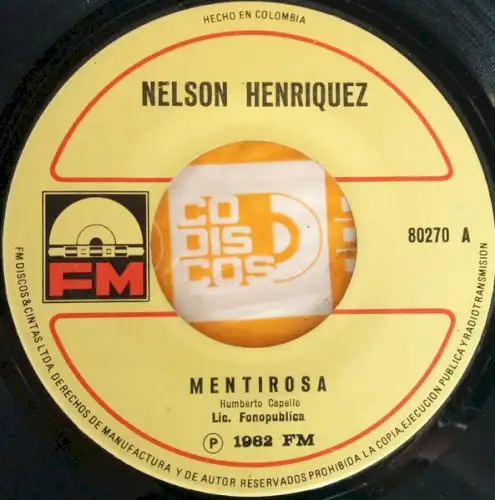 HECHO EN COLOMBIA
NELSON HENRIQUEZ
CO
DIS
COS
80270 A
FM
MENTIROSA
Humberto Capello
Lic. Fonopublica
Ⓟ 1982 FM
FM DISCOS & CINTAS LTDA. DERECHOS DE MANUFACTURA Y DE AUTOR RESERVADOS PROHIBIDA LA COPIA, EJECUCION PUBLICA Y RADIOTRANSMISION